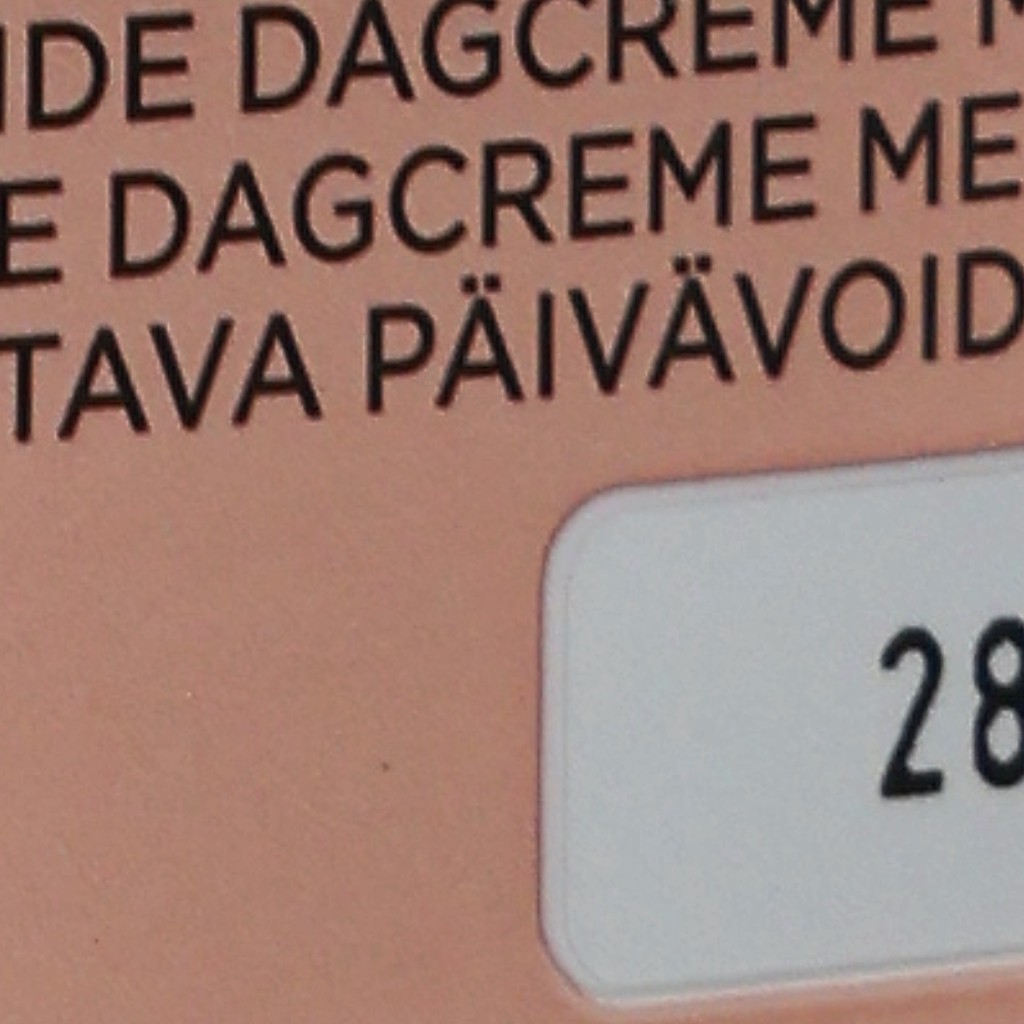 IDE DAGCREME M
E DAGCREME ME
TAVA PÄIVÄVOID
28